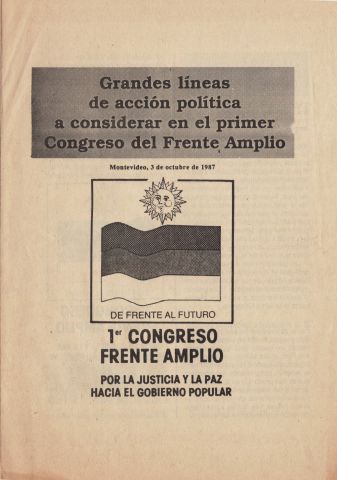 Grandes líneas
de acción política
a considerar en el primer
Congreso del Frente Amplio
Montevideo, 3 de octubre de 1987
DE FRENTE AL FUTURO
1er CONGRESO
FRENTE AMPLIO
POR LA JUSTICIA Y LA PAZ
HACIA EL GOBIERNO POPULAR